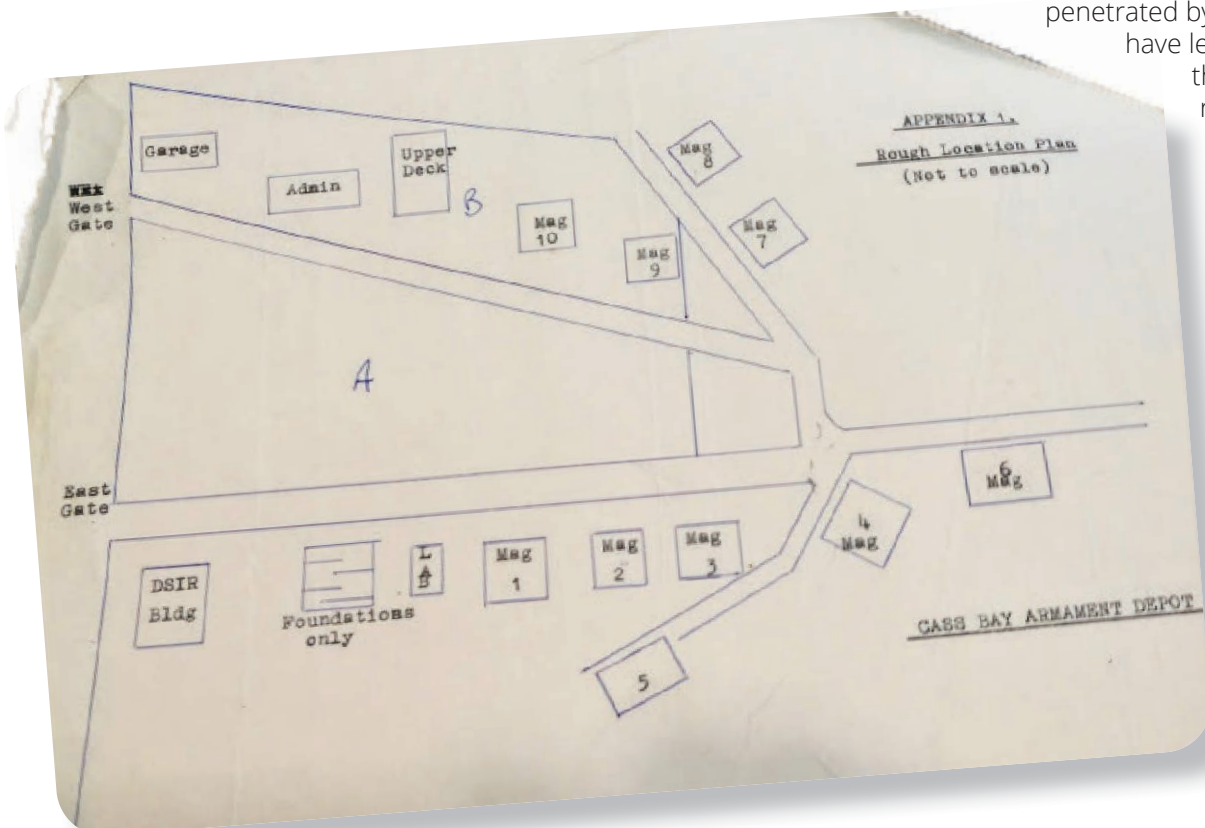 penetrated by
have le
th
APPENDIX 1.
Rough Location Plan
(Not to scale)
Garage
Admin
Upper
Deck
B
Mag
8
Mag
7
Mag
10
Mag
9
West
Gate
A
East
Gate
DSIR
Bldg
Foundations
only
LAB
Mag
1
Mag
2
Mag
3
4
Mag
6
Mag
5
CASS BAY ARMAMENT DEPOT